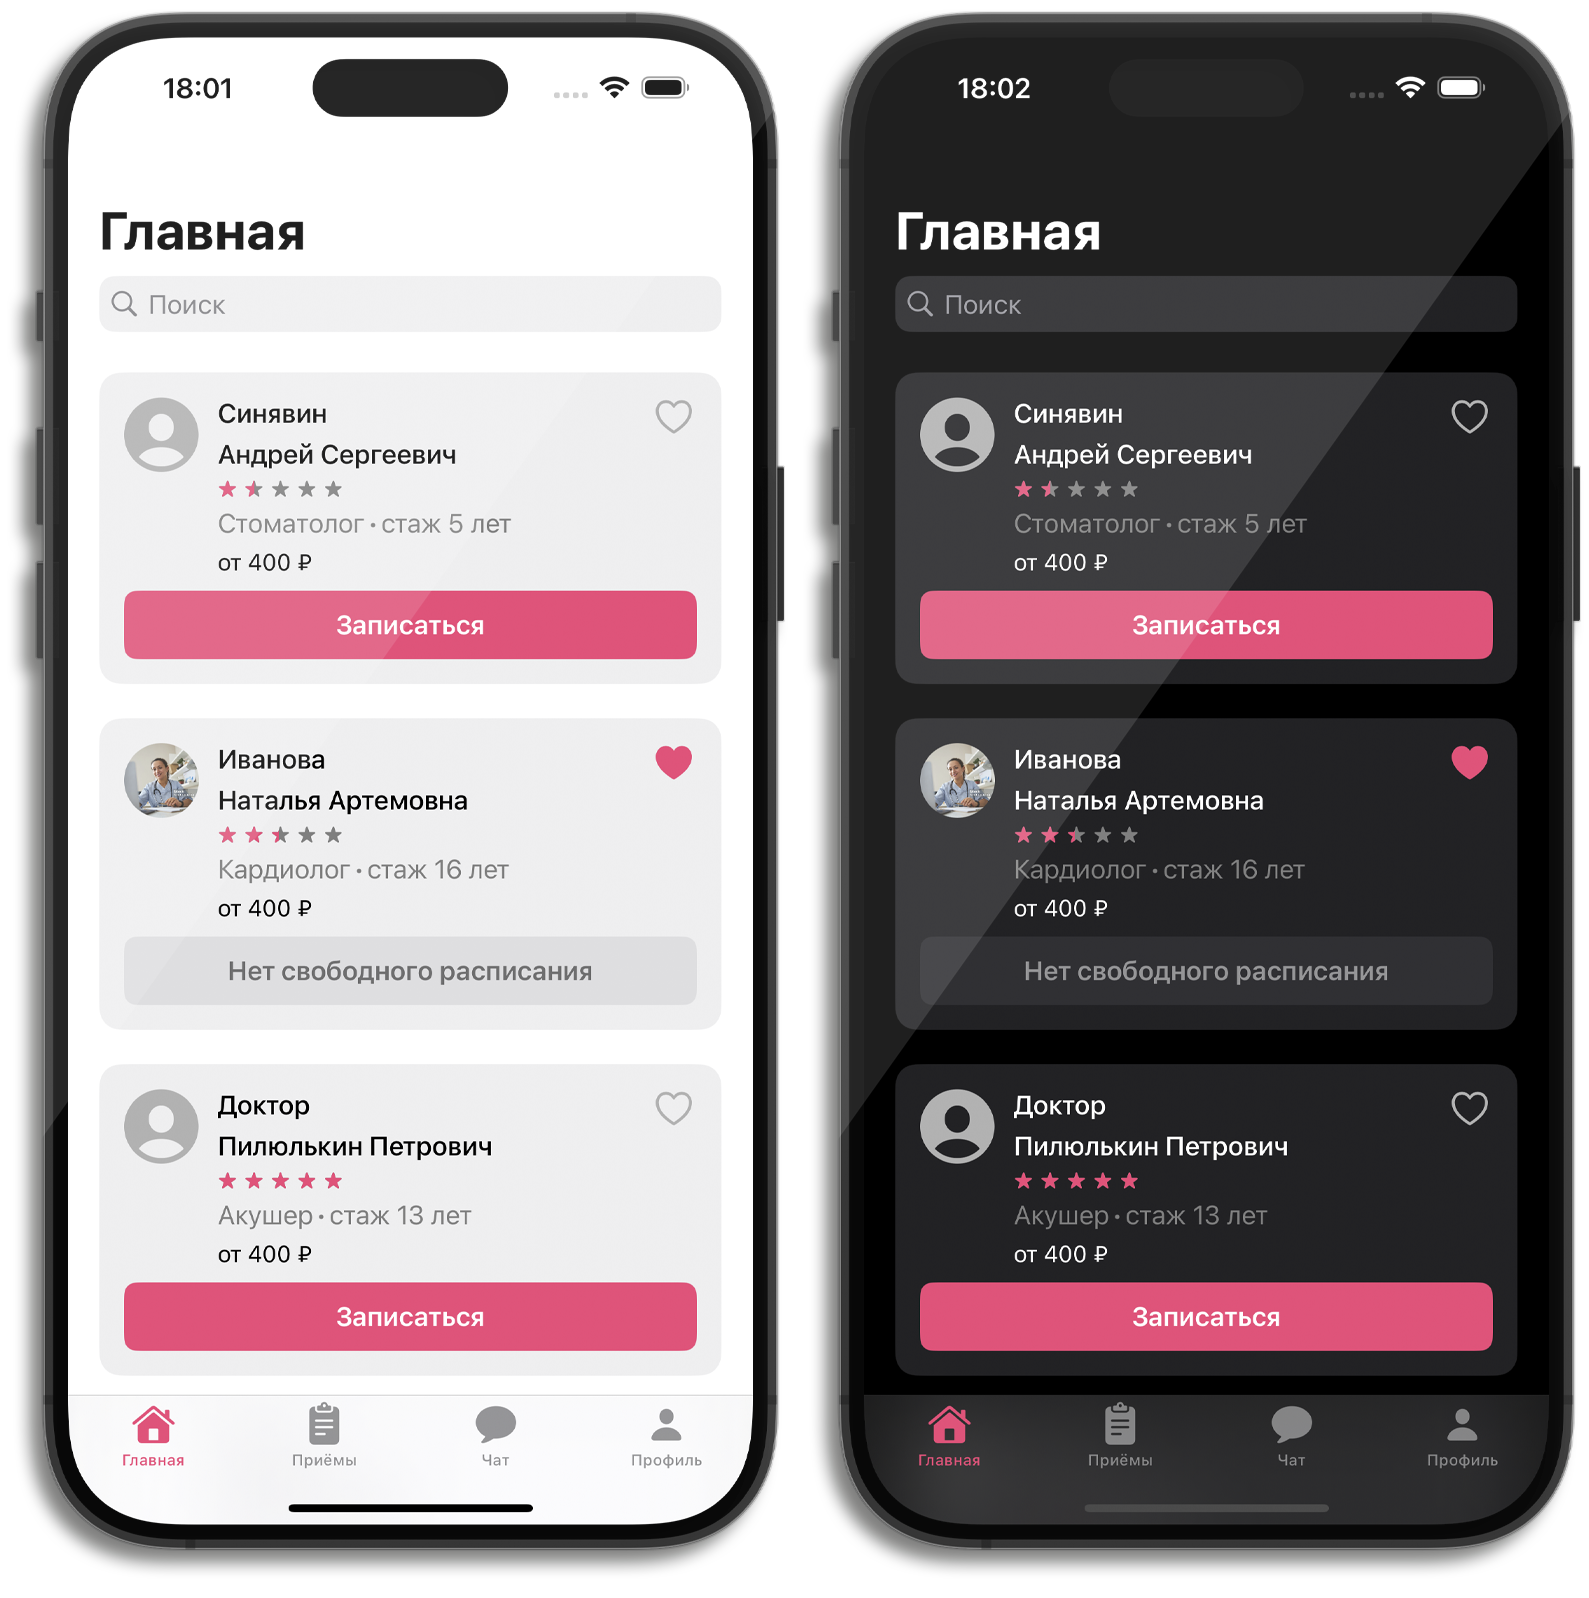 18:01
Главная
Поиск
Синявин
Андрей Сергеевич
Стоматолог • стаж 5 лет
от 400 ₽
Записаться
Иванова
Наталья Артемовна
Кардиолог • стаж 16 лет
от 400 ₽
Нет свободного расписания
Доктор
Пилюлькин Петрович
Акушер • стаж 13 лет
от 400 ₽
Записаться
Главная
Приёмы
Чат
Профиль
18:02
Главная
Поиск
Синявин
Андрей Сергеевич
Стоматолог • стаж 5 лет
от 400 ₽
Записаться
Иванова
Наталья Артемовна
Кардиолог • стаж 16 лет
от 400 ₽
Нет свободного расписания
Доктор
Пилюлькин Петрович
Акушер • стаж 13 лет
от 400 ₽
Записаться
Главная
Приёмы
Чат
Профиль